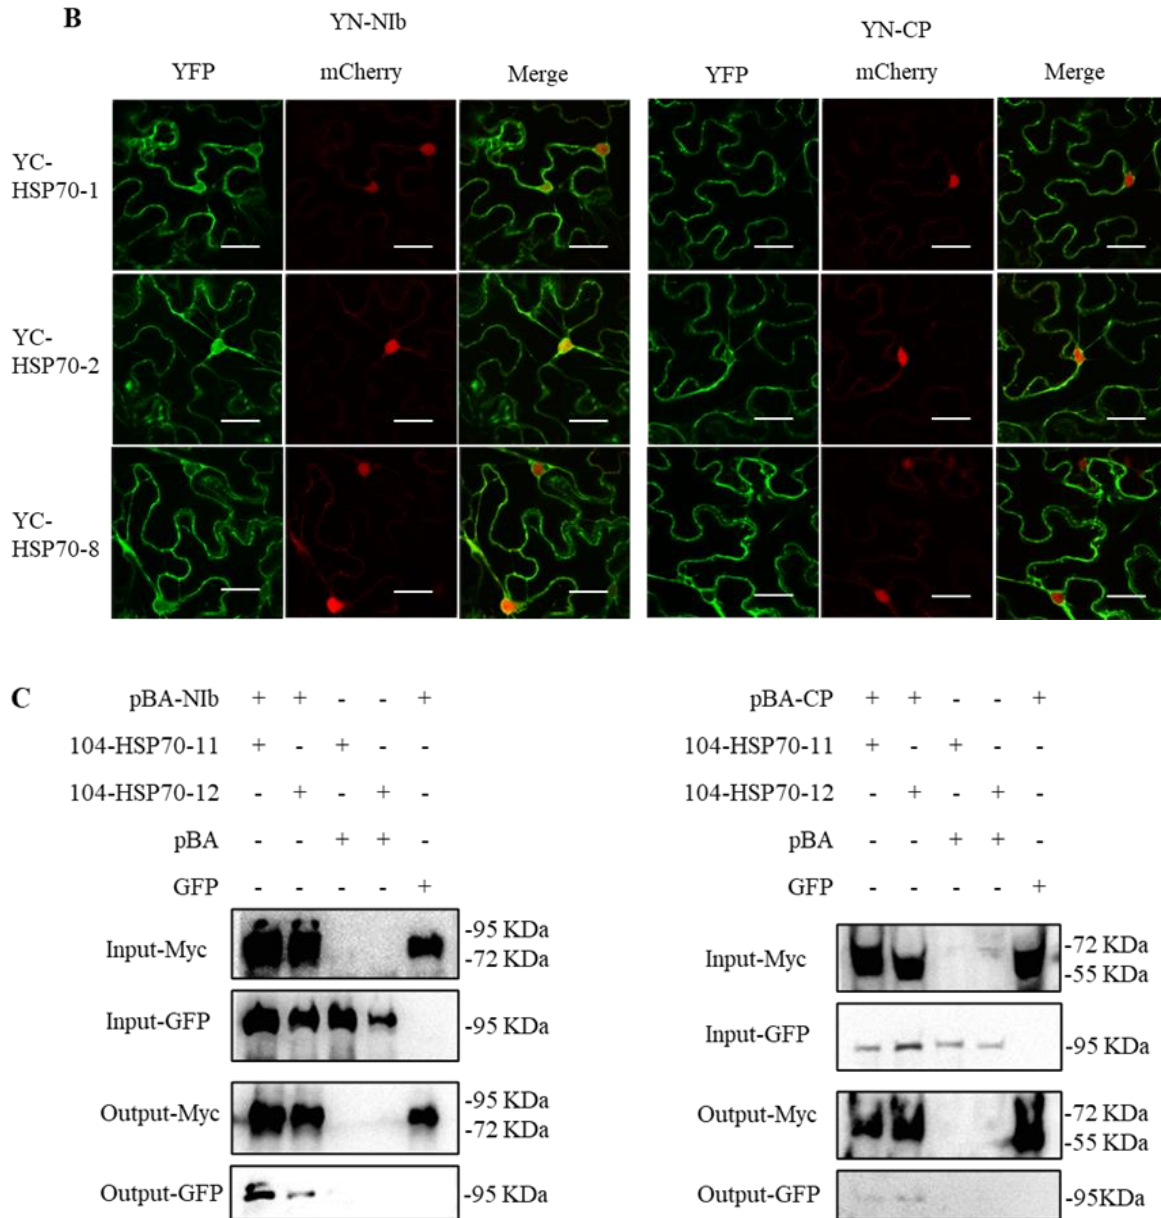 B
YN-NIb
YN-CP
YFP mCherry Merge YFP mCherry Merge
YC-
HSP70-1
YC-
HSP70-2
YC-
HSP70-8
C
pBA-NIb + + - - +
104-HSP70-11 + - + - -
104-HSP70-12 - + - + -
pBA - - + + -
GFP - - - - +
Input-Myc
-95 KDa
-72 KDa
Input-GFP -95 KDa
Output-Myc
-95 KDa
-72 KDa
Output-GFP -95 KDa
pBA-CP + + - - +
104-HSP70-11 + - + - -
104-HSP70-12 - + - + -
pBA - - + + -
GFP - - - - +
Input-Myc
-72 KDa
-55 KDa
Input-GFP -95 KDa
Output-Myc
-72 KDa
-55 KDa
Output-GFP -95KDa